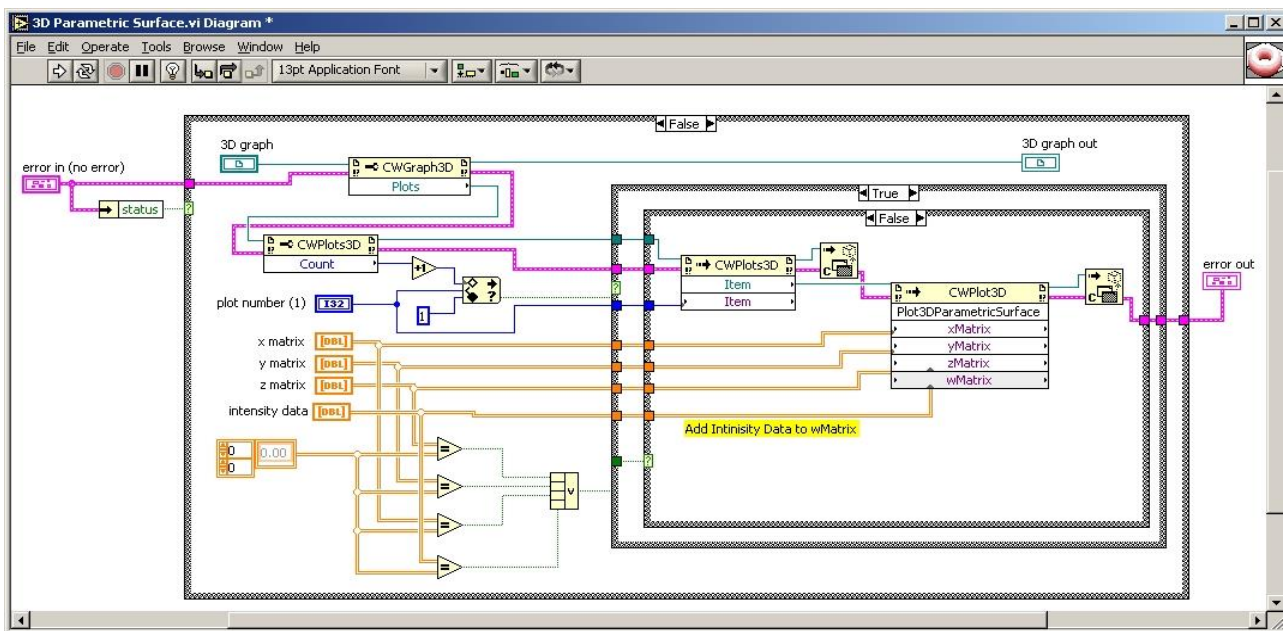 3D Parametric Surface.vi Diagram *
File Edit Operate Tools Browse Window Help
13pt Application Font
False
3D graph
3D graph out
error in (no error)
CWGraph3D
Plots
status
True
False
CWPlots3D
Count
+1
plot number (1)
I32
1
CWPlots3D
Item
Item
CWPlot3D
Plot3DParametricSurface
xMatrix
yMatrix
zMatrix
wMatrix
error out
x matrix [DBL]
y matrix [DBL]
z matrix [DBL]
intensity data [DBL]
Add Intinisity Data to wMatrix
0
0
0.00
=
=
=
=
V